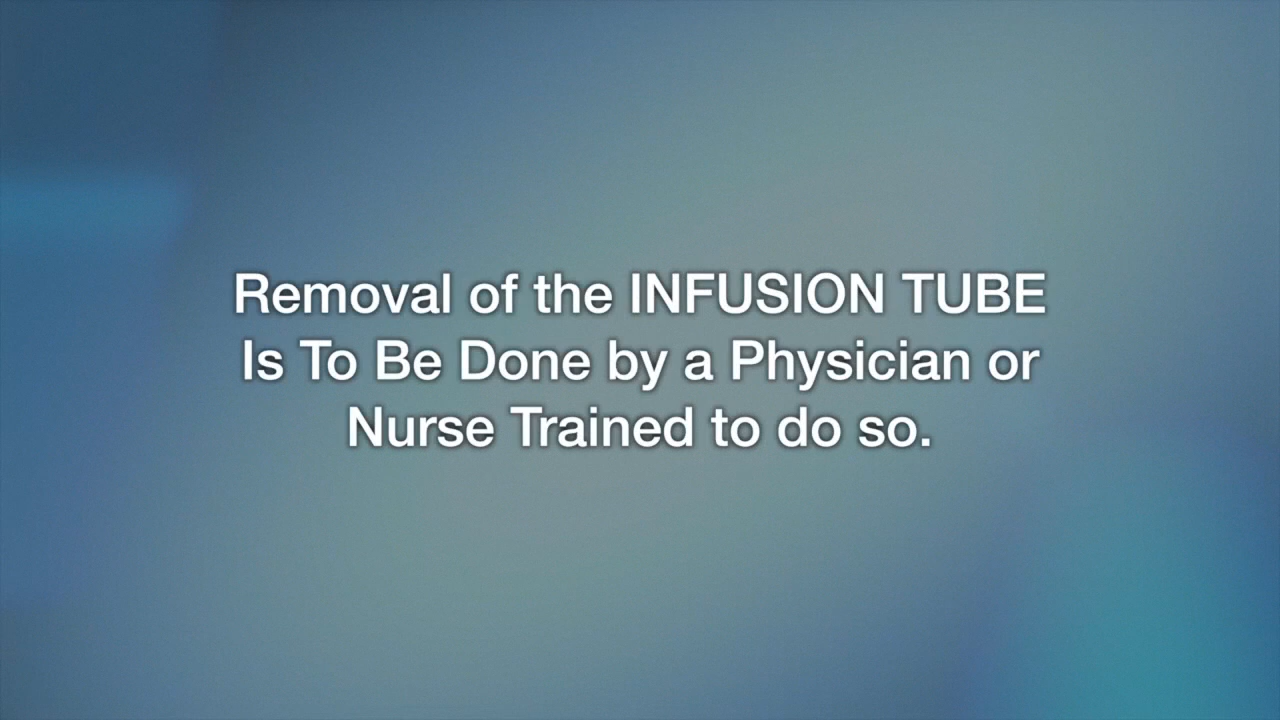 Removal of the INFUSION TUBE
Is To Be Done by a Physician or
Nurse Trained to do so.